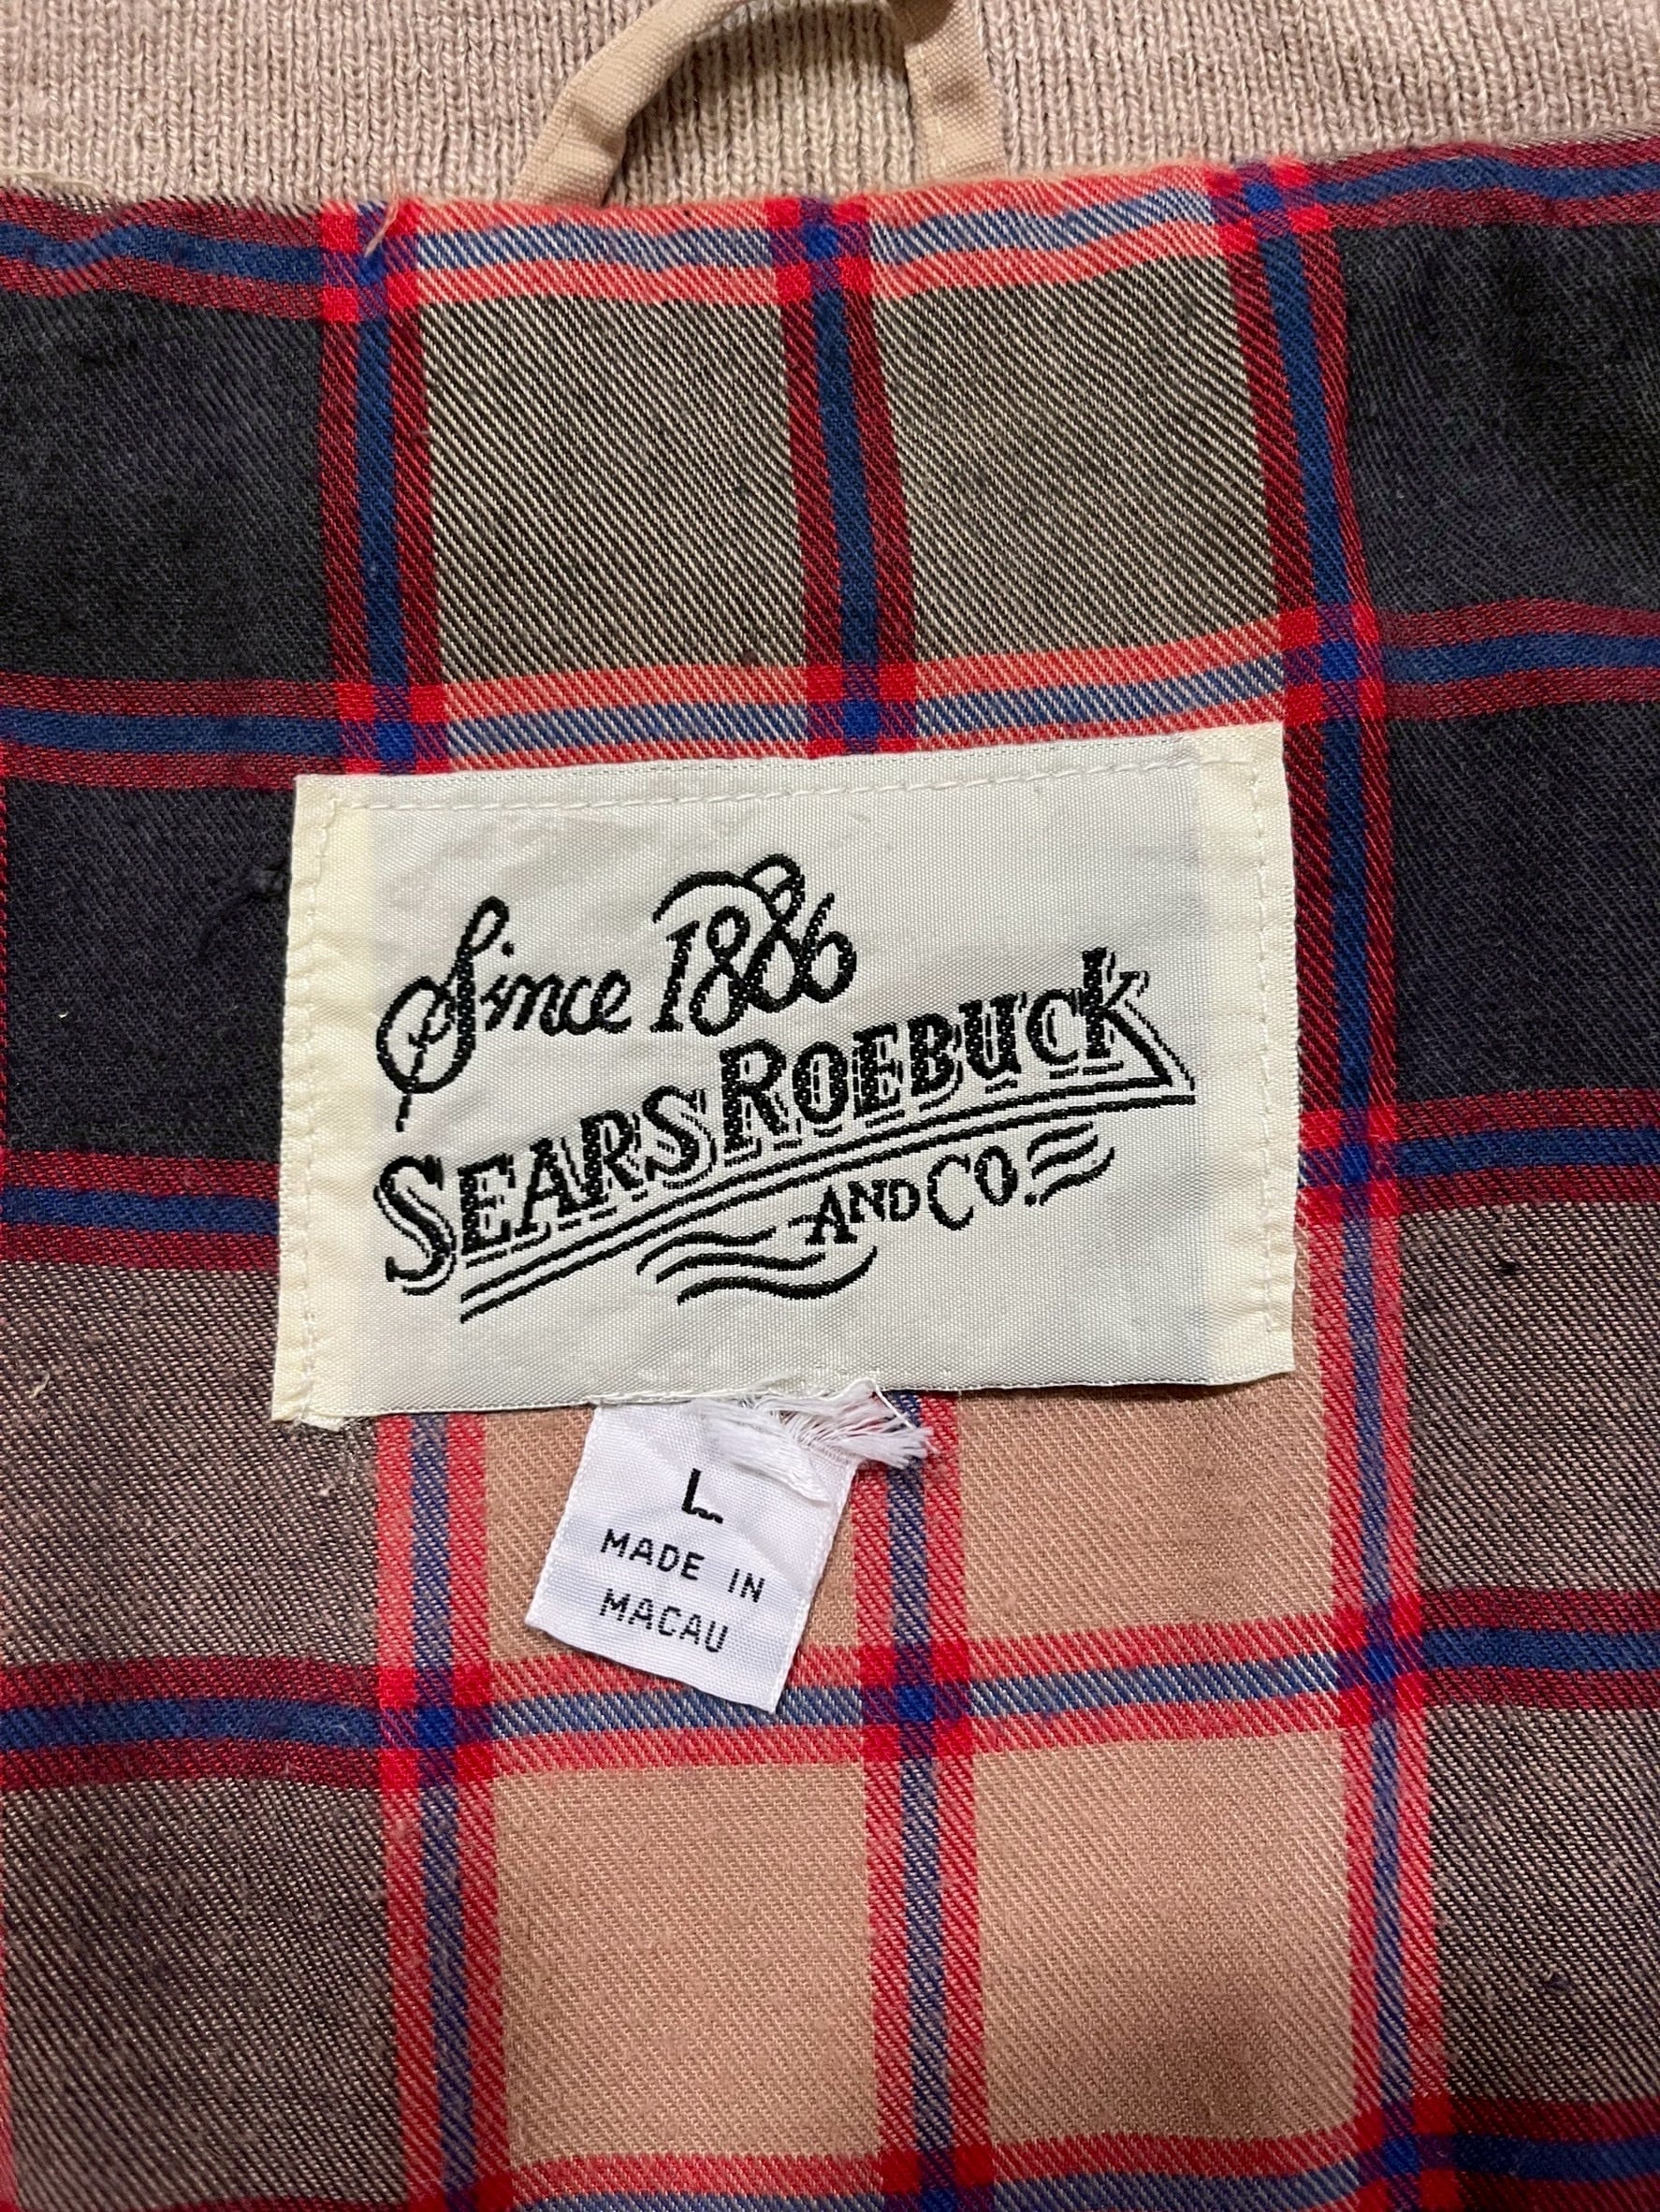 Since 1886
SEARS ROEBUCK
AND CO.
L
MADE IN
MACAU